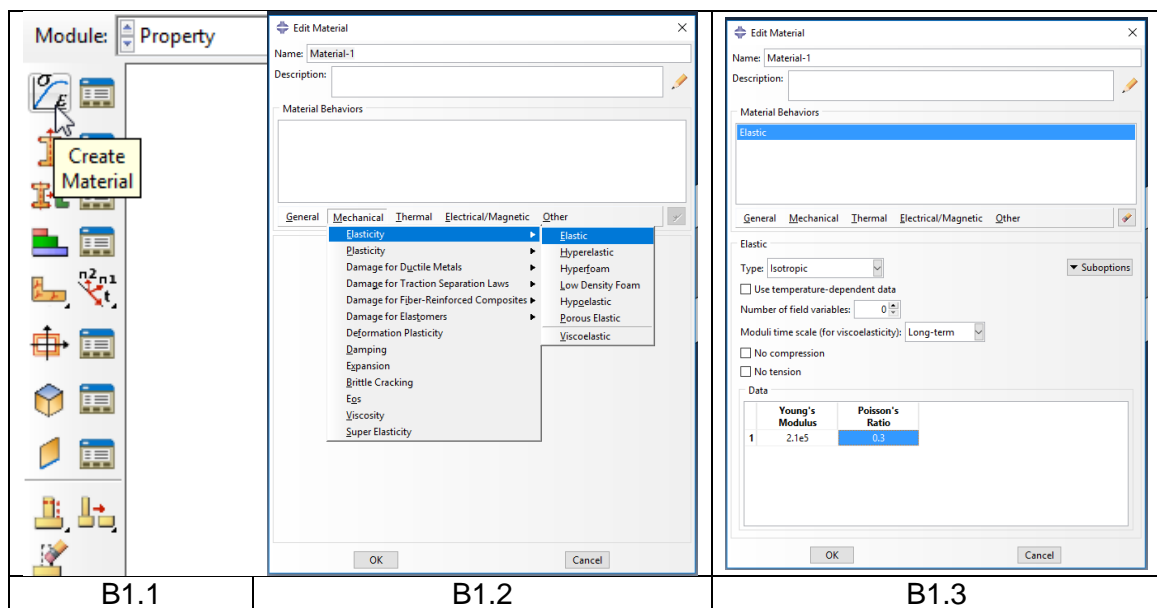 Module: Property
σ
E
Create
Material
n2 n1
t
B1.1
Edit Material
Name: Material-1
Description:
Material Behaviors
General Mechanical Thermal Electrical/Magnetic Other
Elasticity
Plasticity
Damage for Ductile Metals
Damage for Traction Separation Laws
Damage for Fiber-Reinforced Composites
Damage for Elastomers
Deformation Plasticity
Damping
Expansion
Brittle Cracking
Eos
Viscosity
Super Elasticity
Elastic
Hyperelastic
Hyperfoam
Low Density Foam
Hypoelastic
Porous Elastic
Viscoelastic
OK Cancel
B1.2
Edit Material
Name: Material-1
Description:
Material Behaviors
Elastic
General Mechanical Thermal Electrical/Magnetic Other
Elastic
Type: Isotropic
Suboptions
Use temperature-dependent data
Number of field variables: 0
Moduli time scale (for viscoelasticity): Long-term
No compression
No tension
Data
Young's Poisson's
Modulus Ratio
1 2.1e5 0.3
OK Cancel
B1.3